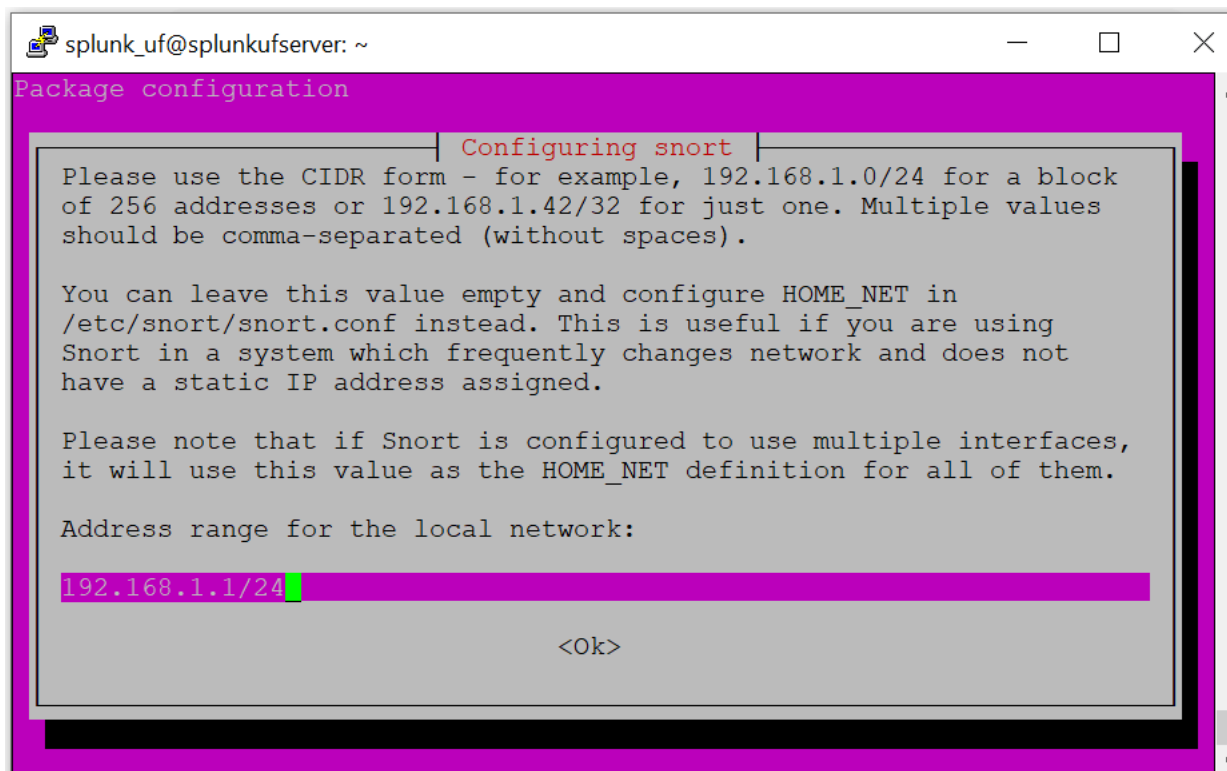 splunk_uf@splunkufserver: ~
Package configuration
Configuring snort
Please use the CIDR form - for example, 192.168.1.0/24 for a block
of 256 addresses or 192.168.1.42/32 for just one. Multiple values
should be comma-separated (without spaces).
You can leave this value empty and configure HOME_NET in
/etc/snort/snort.conf instead. This is useful if you are using
Snort in a system which frequently changes network and does not
have a static IP address assigned.
Please note that if Snort is configured to use multiple interfaces,
it will use this value as the HOME_NET definition for all of them.
Address range for the local network:
192.168.1.1/24
<Ok>